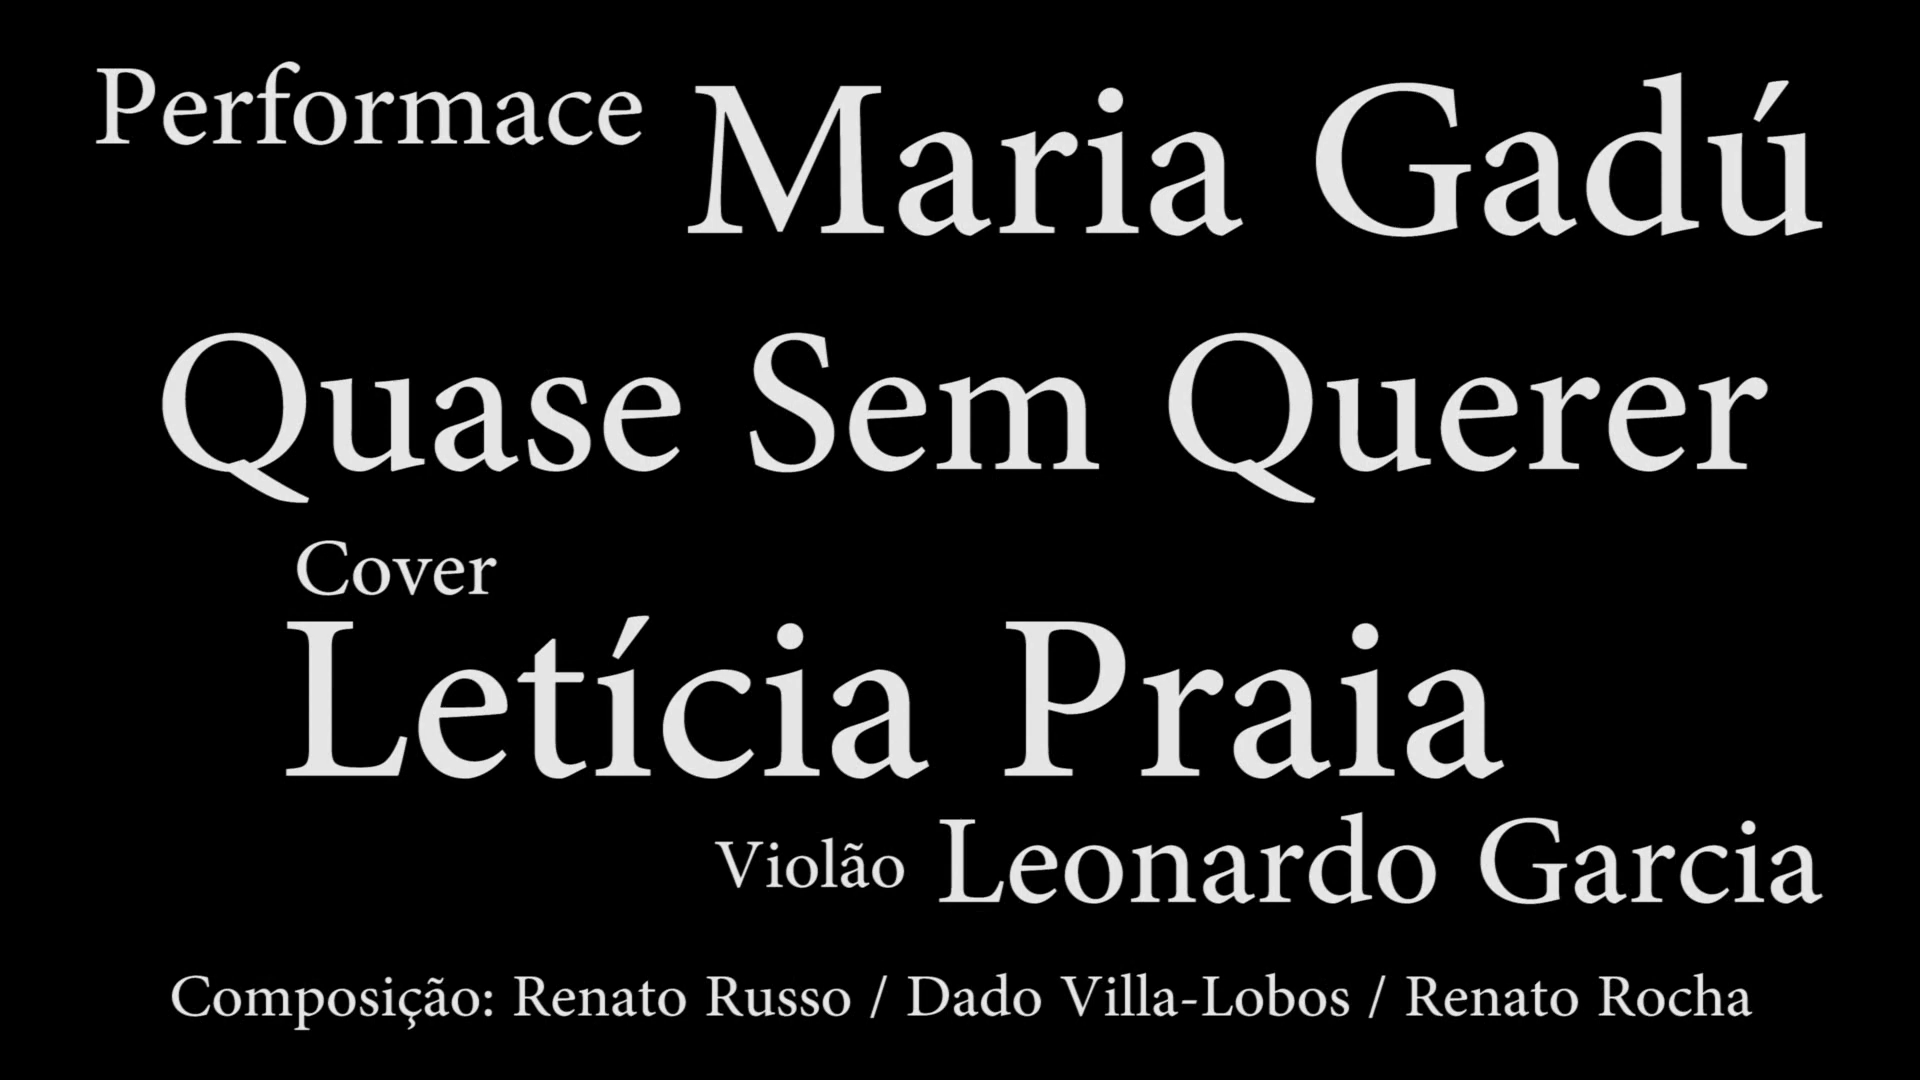 Performace Maria Gadú
Quase Sem Querer
Cover
Letícia Praia
Violão Leonardo Garcia
Composição: Renato Russo / Dado Villa-Lobos / Renato Rocha